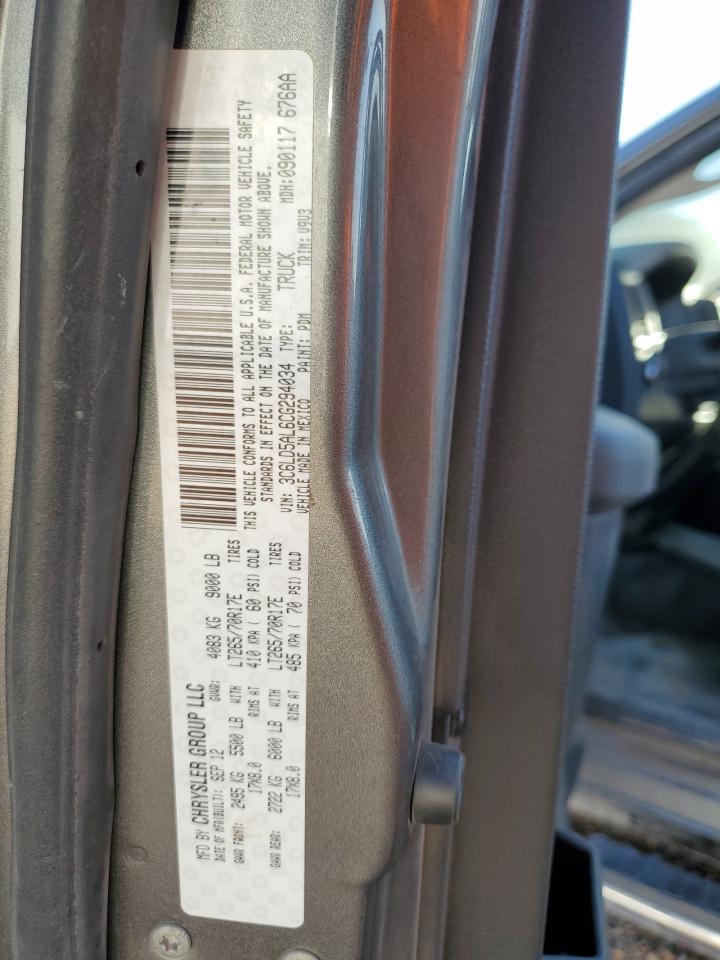 MFD BY CHRYSLER GROUP LLC
DATE OF MFR(BUILT): SEP 12 GVWR: 4083 KG 9000 LB
GAWR FRONT: 2495 KG 5500 LB WITH LT265/70R17E TIRES
17X8.0 RIMS AT 410 KPA ( 60 PSI) COLD
GAWR REAR: 2722 KG 6000 LB WITH LT265/70R17E TIRES
17X8.0 RIMS AT 485 KPA ( 70 PSI) COLD
THIS VEHICLE CONFORMS TO ALL APPLICABLE U.S.A. FEDERAL MOTOR VEHICLE SAFETY
STANDARDS IN EFFECT ON THE DATE OF MANUFACTURE SHOWN ABOVE.
VIN: 3C6LD5AL6CG294034 TYPE: TRUCK MDH:090117 676AA
VEHICLE MADE IN MEXICO PAINT: PDM TRIM: V9V3